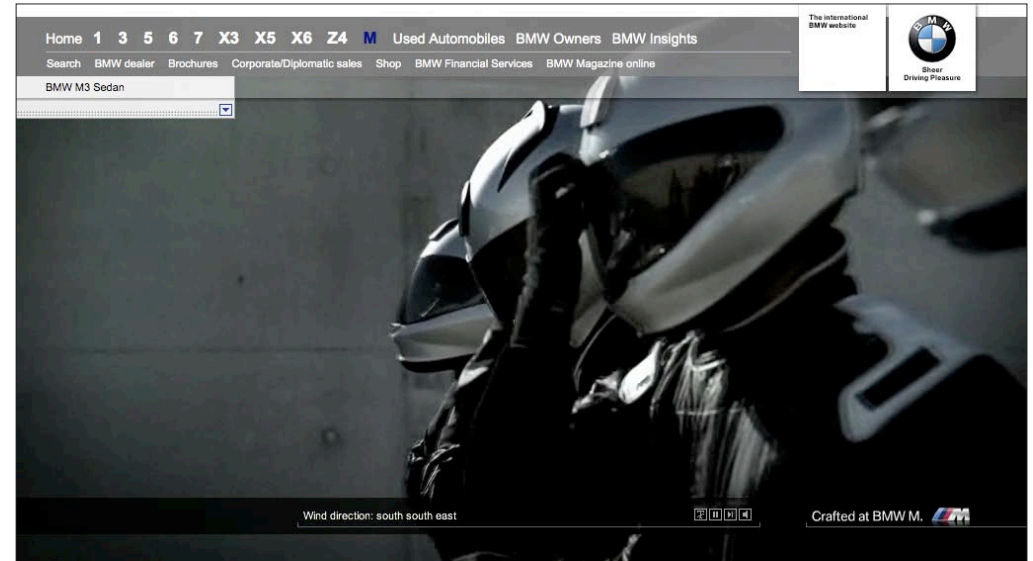 The international
BMW website
Home 1 3 5 6 7 X3 X5 X6 Z4 M Used Automobiles BMW Owners BMW Insights
Search BMW dealer Brochures Corporate/Diplomatic sales Shop BMW Financial Services BMW Magazine online
BMW
Sheer
Driving Pleasure
BMW M3 Sedan
Wind direction: south south east
Crafted at BMW M. M